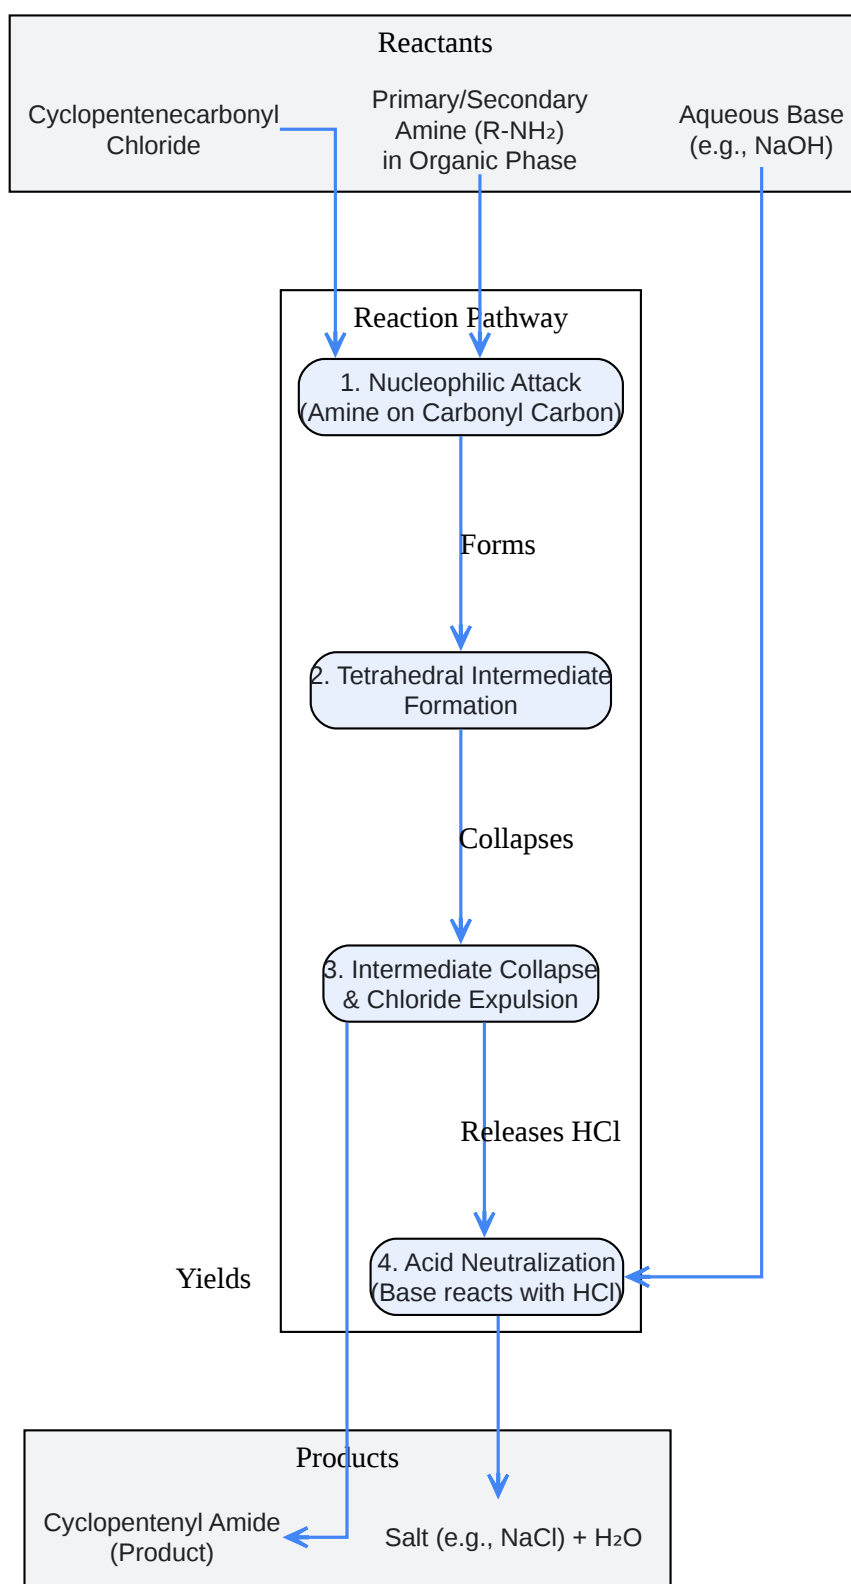 Reactants
Cyclopentenecarbonyl
Chloride
Primary/Secondary
Amine (R-NH₂)
in Organic Phase
Aqueous Base
(e.g., NaOH)
Reaction Pathway
1. Nucleophilic Attack
(Amine on Carbonyl Carbon)
Forms
2. Tetrahedral Intermediate
Formation
Collapses
3. Intermediate Collapse
& Chloride Expulsion
Releases HCl
4. Acid Neutralization
(Base reacts with HCl)
Yields
Products
Cyclopentenyl Amide
(Product)
Salt (e.g., NaCl) + H₂O